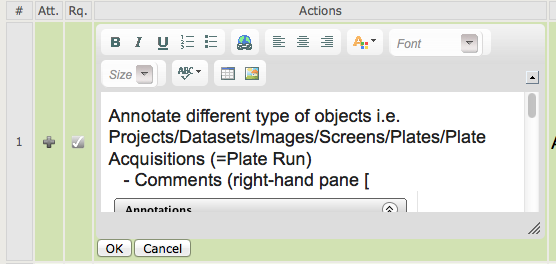 # Att. Rq. Actions
B I U Font
Size ABC
Annotate different type of objects i.e.
Projects/Datasets/Images/Screens/Plates/Plate
1
Acquisitions (=Plate Run)
- Comments (right-hand pane [
Annotations
OK Cancel